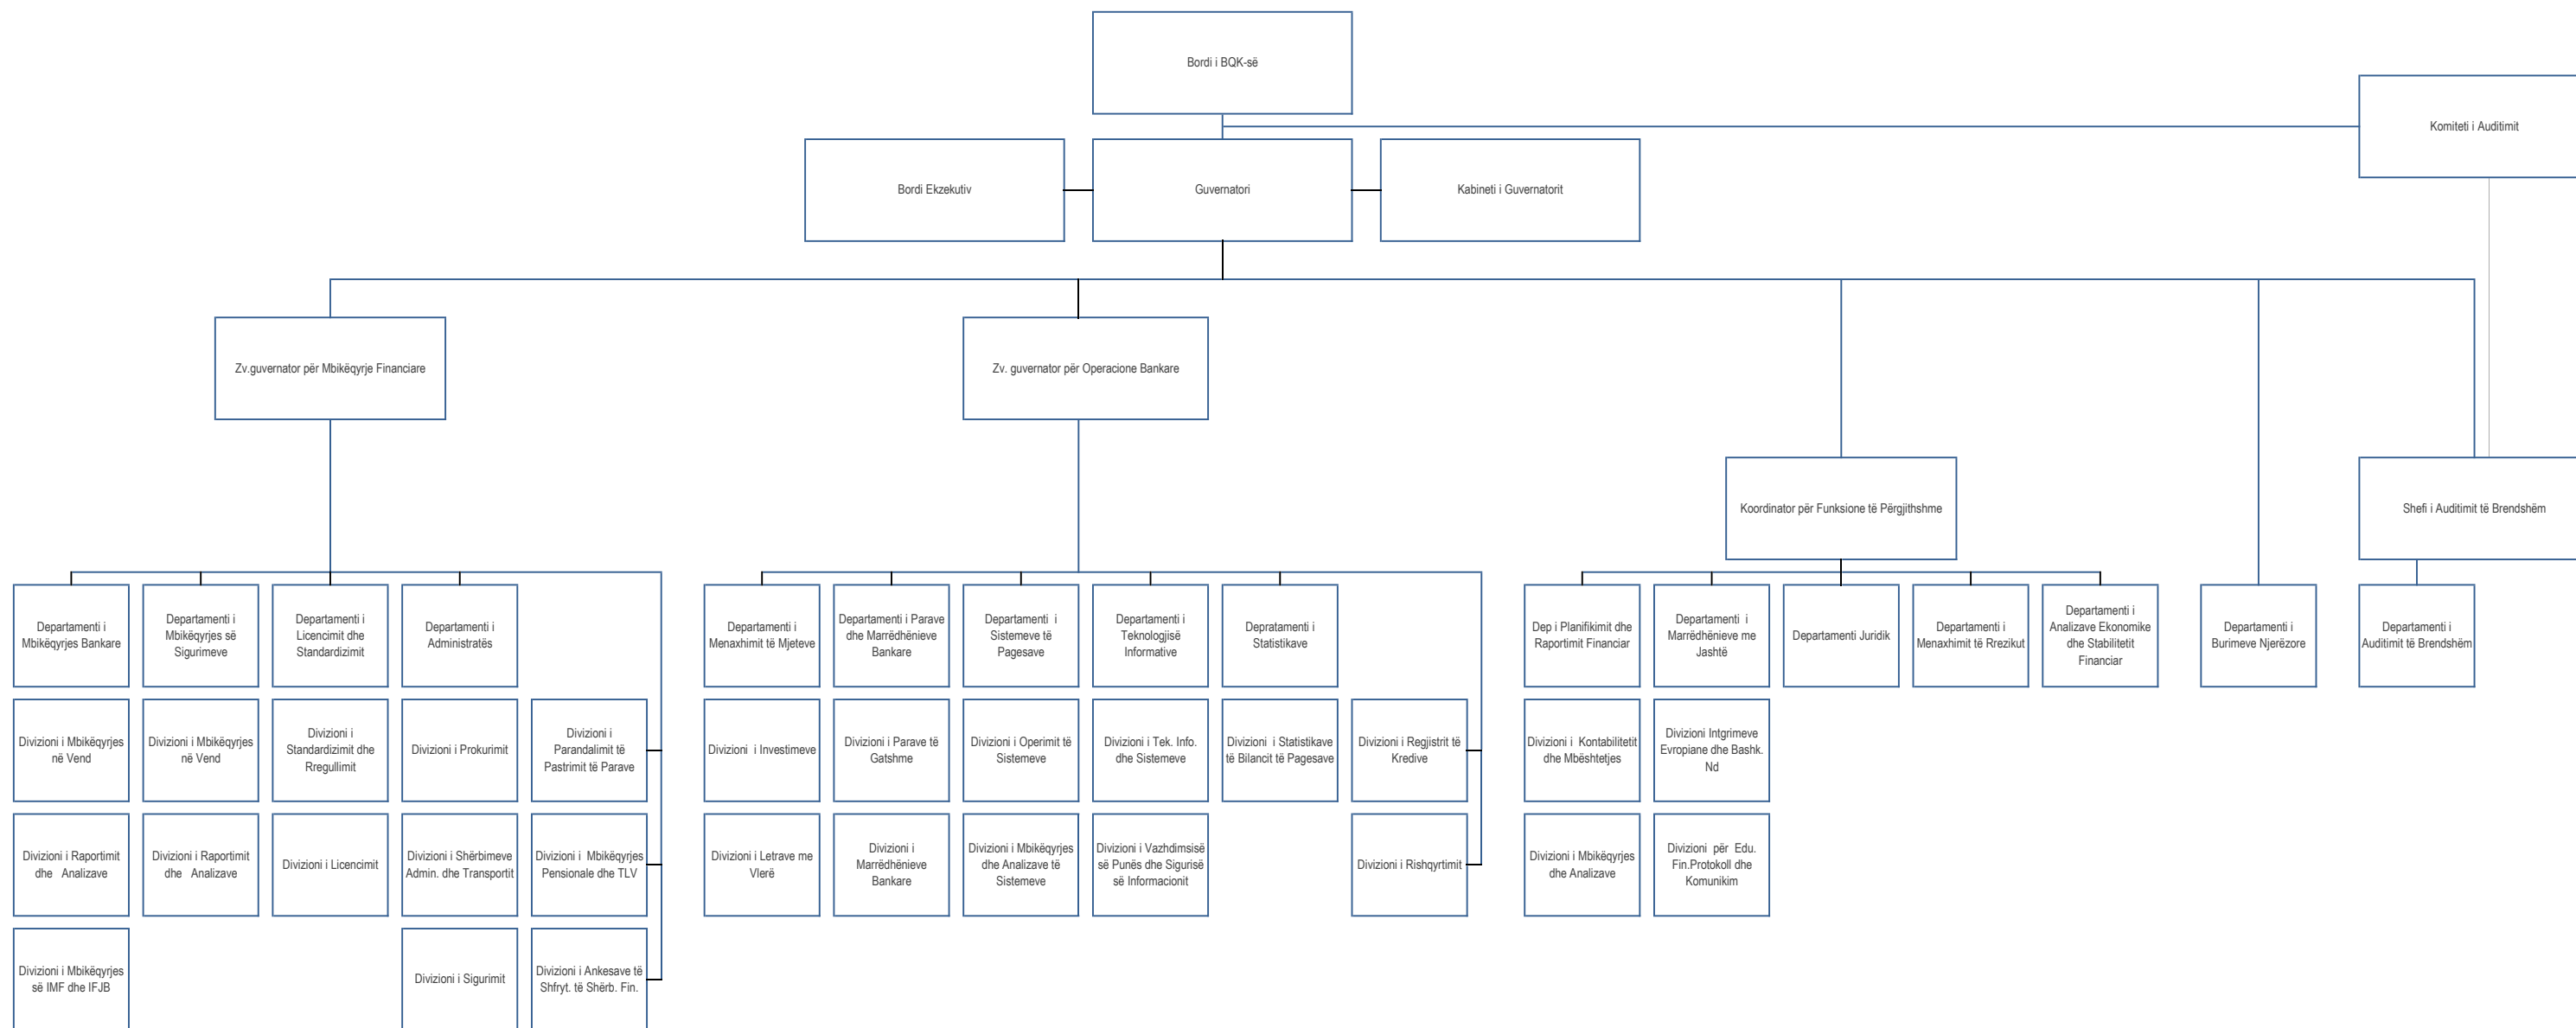 Bordi i BQK-së
Komiteti i Auditimit
Bordi Ekzekutiv
Guvernatori
Kabineti i Guvernatorit
Zv.guvernator për Mbikëqyrje Financiare
Zv. guvernator për Operacione Bankare
Koordinator për Funksione të Përgjithshme
Shefi i Auditimit të Brendshëm
Departamenti i
Mbikëqyrjes Bankare
Departamenti i
Mbikëqyrjes së
Sigurimeve
Departamenti i
Licencimit dhe
Standardizimit
Departamenti i
Administratës
Departamenti i
Menaxhimit të Mjeteve
Departamenti i Parave
dhe Marrëdhënieve
Bankare
Departamenti i
Sistemeve të
Pagesave
Departamenti i
Teknologjisë
Informative
Depratamenti i
Statistikave
Dep i Planifikimit dhe
Raportimit Financiar
Departamenti i
Marrëdhënieve me
Jashtë
Departamenti Juridik
Departamenti i
Menaxhimit të Rrezikut
Departamenti i
Analizave Ekonomike
dhe Stabilitetit
Financiar
Departamenti i
Burimeve Njerëzore
Departamenti i
Auditimit të Brendshëm
Divizioni i Mbikëqyrjes
në Vend
Divizioni i Mbikëqyrjes
në Vend
Divizioni i
Standardizimit dhe
Rregullimit
Divizioni i Prokurimit
Divizioni i
Parandalimit të
Pastrimit të Parave
Divizioni i Investimeve
Divizioni i Parave të
Gatshme
Divizioni i Operimit të
Sistemeve
Divizioni i Tek. Info.
dhe Sistemeve
Divizioni i Statistikave
të Bilancit të Pagesave
Divizioni i Regjistrit të
Kredive
Divizioni i Kontabilitetit
dhe Mbështetjes
Divizioni Intgrimeve
Evropiane dhe Bashk.
Nd
Divizioni i Raportimit
dhe Analizave
Divizioni i Raportimit
dhe Analizave
Divizioni i Licencimit
Divizioni i Shërbimeve
Admin. dhe Transportit
Divizioni i Mbikëqyrjes
Pensionale dhe TLV
Divizioni i Letrave me
Vlerë
Divizioni i
Marrëdhënieve
Bankare
Divizioni i Mbikëqyrjes
dhe Analizave të
Sistemeve
Divizioni i Vazhdimsisë
së Punës dhe Sigurisë
së Informacionit
Divizioni i Rishqyrtimit
Divizioni i Mbikëqyrjes
dhe Analizave
Divizioni për Edu.
Fin.Protokoll dhe
Komunikim
Divizioni i Mbikëqyrjes
së IMF dhe IFJB
Divizioni i Sigurimit
Divizioni i Ankesave të
Shfryt. të Shërb. Fin.